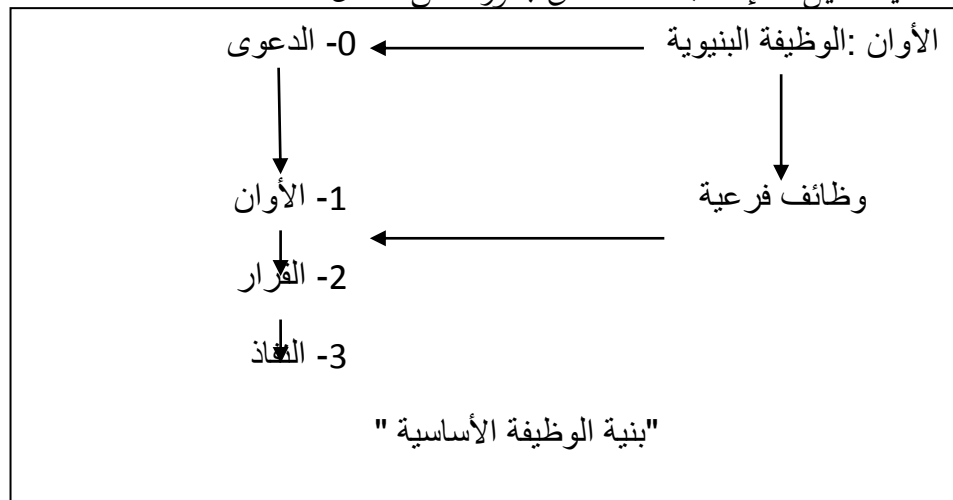 الأوان :الوظيفة البنيوية 0- الدعوى
وظائف فرعية 1- الأوان
2- القرار
3- النفاذ
"بنية الوظيفة الأساسية "